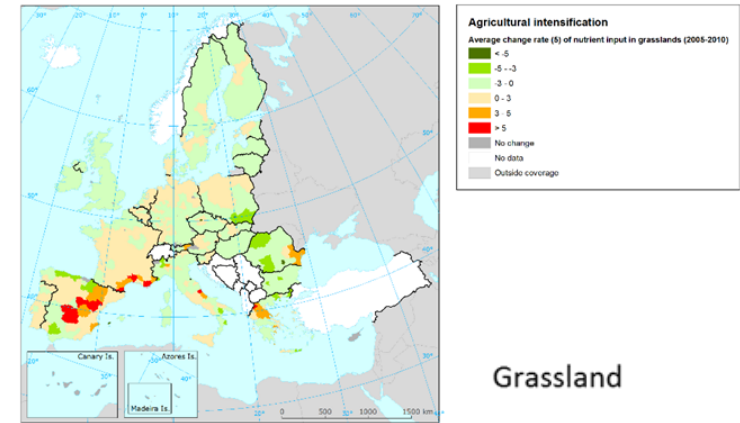 Agricultural intensification
Average change rate (5) of nutrient input in grasslands (2005-2010)
< -5
-5 - -3
-3 - 0
0 - 3
3 - 5
> 5
No change
No data
Outside coverage
Canary Is.
Azores Is.
Madeira Is.
0 500 1000 1500 km
Grassland